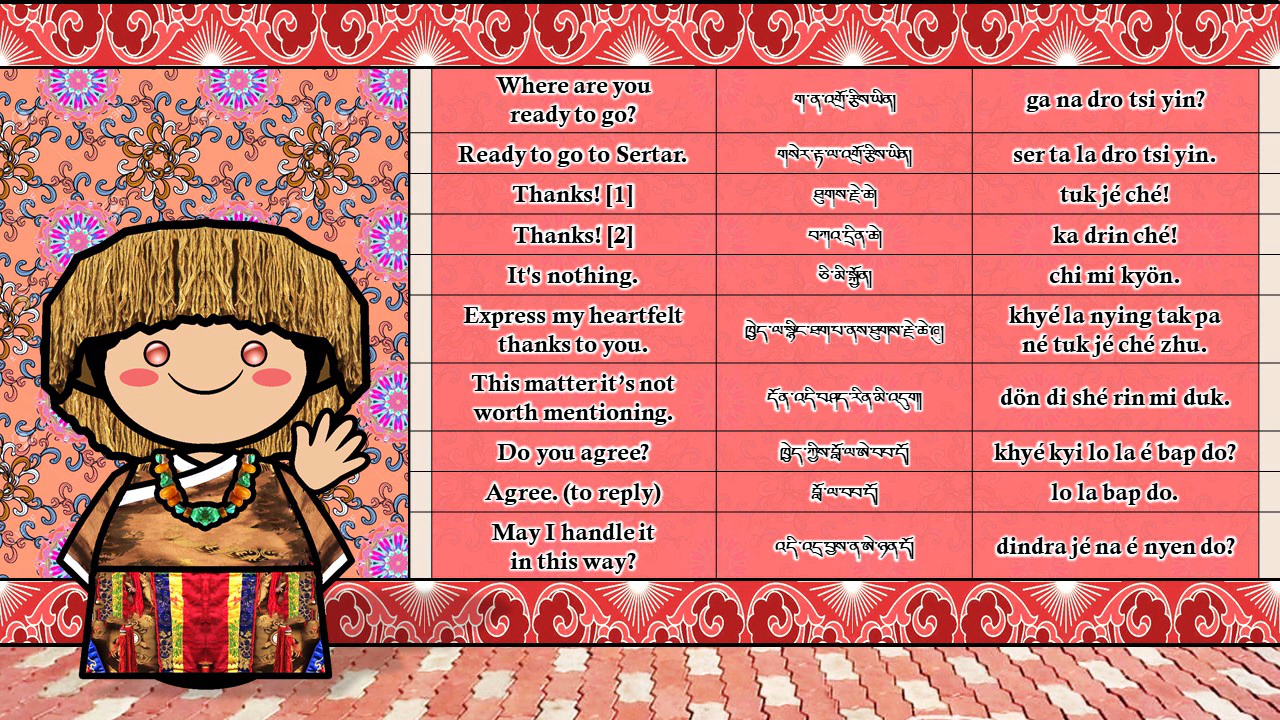 Where are you
ready to go?
ག་ན་འགྲོ་རྩིས་ཡིན།
ga na dro tsi yin?
Ready to go to Sertar.
གསེར་རྟ་ལ་འགྲོ་རྩིས་ཡིན།
ser ta la dro tsi yin.
Thanks! [1]
ཐུགས་རྗེ་ཆེ།
tuk jé ché!
Thanks! [2]
བཀའ་དྲིན་ཆེ།
ka drin ché!
It's nothing.
ཅི་མི་སྐྱོན།
chi mi kyön.
Express my heartfelt
thanks to you.
ཁྱེད་ལ་སྙིང་ཐག་པ་ནས་ཐུགས་རྗེ་ཆེ་ཞུ།
khyé la nying tak pa
né tuk jé ché zhu.
This matter it’s not
worth mentioning.
དོན་འདི་བཤད་རིན་མི་འདུག།
dön di shé rin mi duk.
Do you agree?
ཁྱེད་ཀྱིས་བློ་ལ་ཨེ་བབ་དོ།
khyé kyi lo la é bap do?
Agree. (to reply)
བློ་ལ་བབ་དོ།
lo la bap do.
May I handle it
in this way?
འདི་འདྲ་བྱས་ན་ཨེ་ཉན་དོ།
dindra jé na é nyen do?